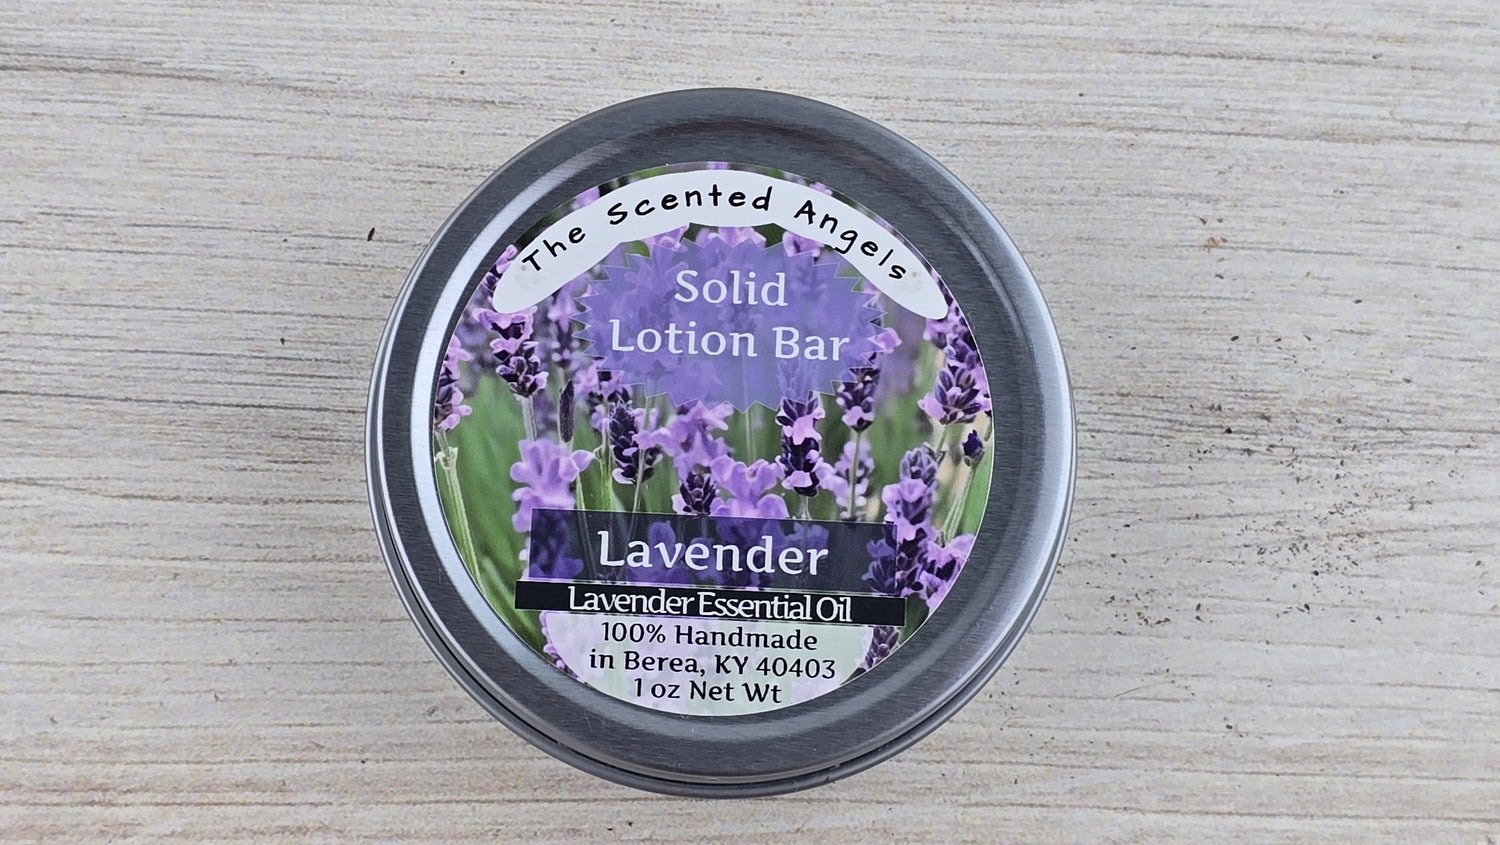 The Scented Angels
Solid
Lotion Bar
Lavender
Lavender Essential Oil
100% Handmade
in Berea, KY 40403
1 oz Net Wt